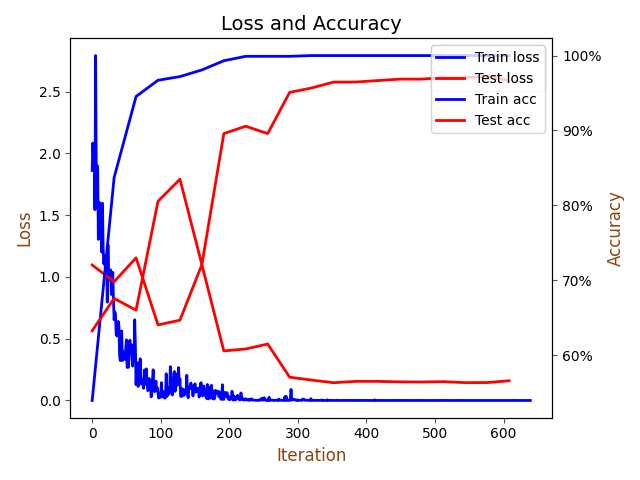 Loss and Accuracy
Train loss
Test loss
Train acc
Test acc
Loss
2.5
2.0
1.5
1.0
0.5
0.0
100%
90%
80%
70%
60%
Accuracy
0
100
200
300
400
500
600
Iteration